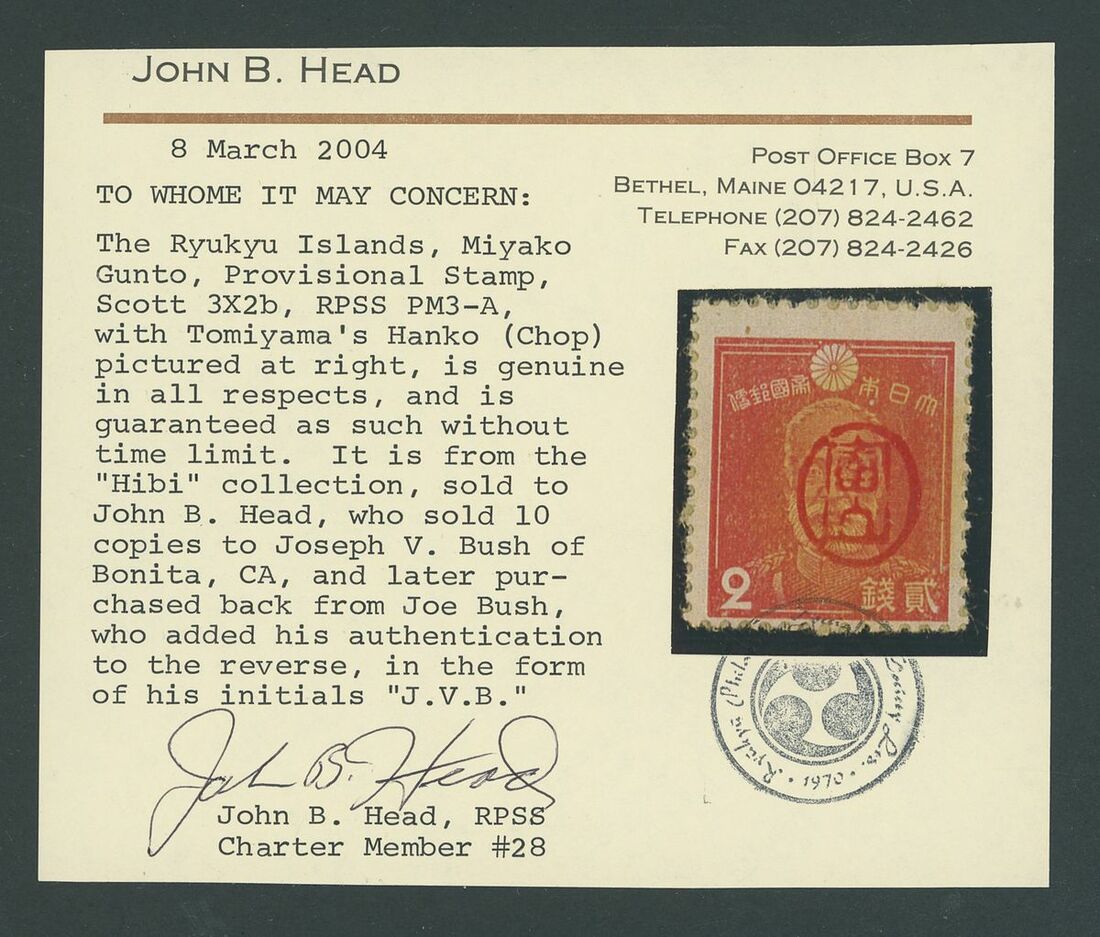 JOHN B. HEAD
8 March 2004
POST OFFICE BOX 7
BETHEL, MAINE 04217, U.S.A.
TELEPHONE (207) 824-2462
FAX (207) 824-2426
TO WHOME IT MAY CONCERN:
The Ryukyu Islands, Miyako
Gunto, Provisional Stamp,
Scott 3X2b, RPSS PM3-A,
with Tomiyama's Hanko (Chop)
pictured at right, is genuine
in all respects, and is
guaranteed as such without
time limit. It is from the
"Hibi" collection, sold to
John B. Head, who sold 10
copies to Joseph V. Bush of
Bonita, CA, and later pur-
chased back from Joe Bush,
who added his authentication
to the reverse, in the form
of his initials "J.V.B."
John B. Head
John B. Head, RPSS
Charter Member #28
便郵國帝本日大
富山
2 錢貳
Ryukyu Phila
1970